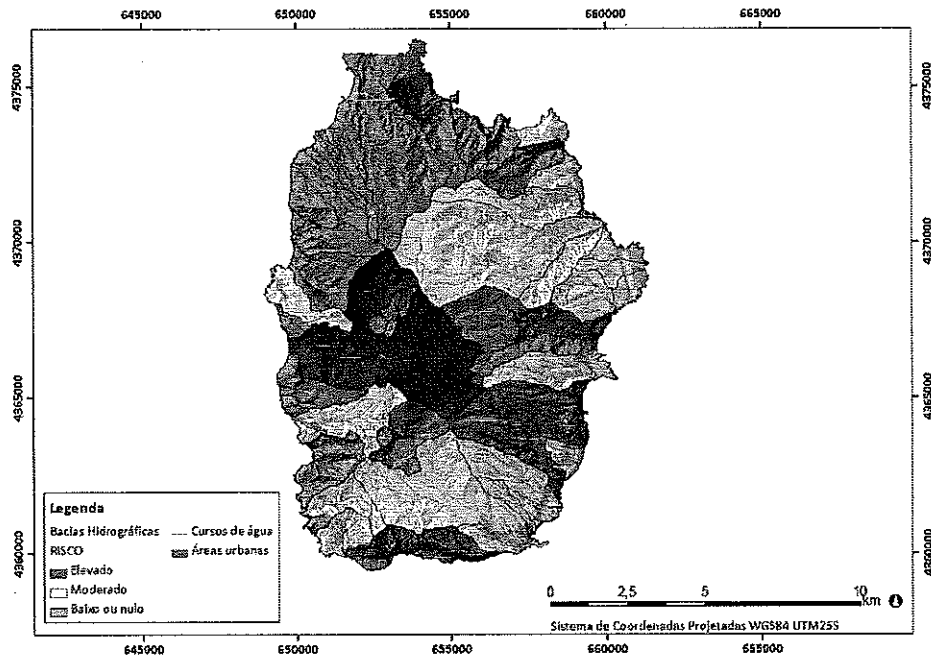 645000 650000 655000 660000 665000
4375000 4375000
4370000 4370000
4365000 4365000
4360000 4360000
Legenda
Bacias Hidrográficas Cursos de água
RISCO Áreas urbanas
Elevado
Moderado
Baixo ou nulo
0 2,5 5 10
km
Sistema de Coordenadas Projetadas WGS84 UTM25S
645000 650000 655000 660000 665000